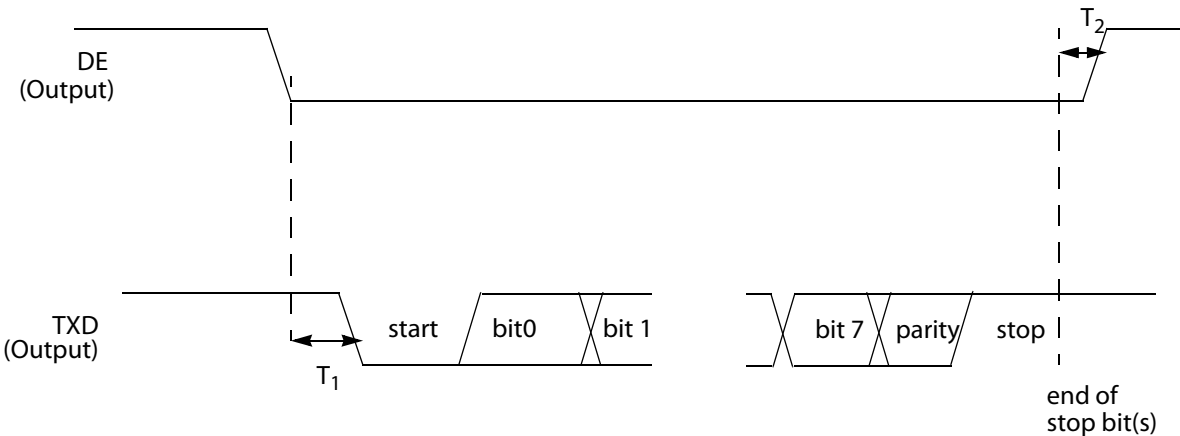 T2
DE
(Output)
TXD
(Output)
start
bit0
bit 1
bit 7
parity
stop
T1
end of
stop bit(s)